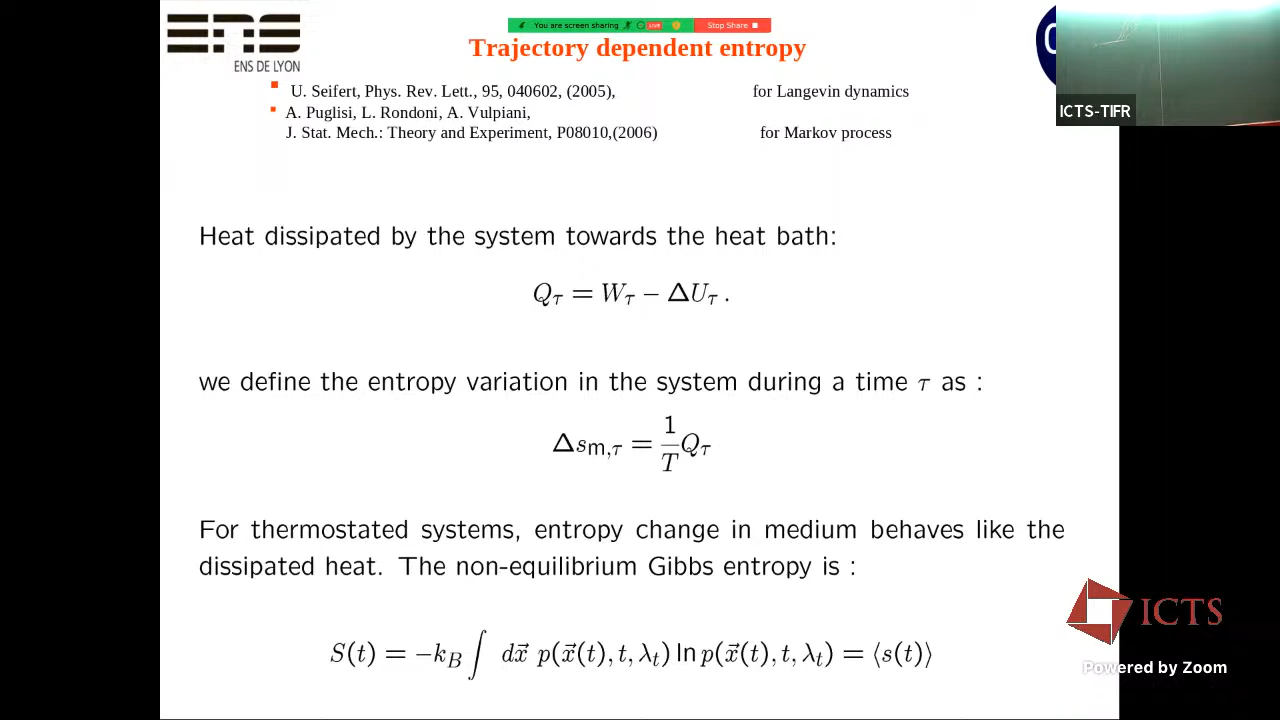 ENS
ENS DE LYON
You are screen sharing LIVE Stop Share
Trajectory dependent entropy
U. Seifert, Phys. Rev. Lett., 95, 040602, (2005), for Langevin dynamics
A. Puglisi, L. Rondoni, A. Vulpiani,
J. Stat. Mech.: Theory and Experiment, P08010,(2006) for Markov process
ICTS-TIFR
Heat dissipated by the system towards the heat bath:
Q_τ = W_τ − ΔU_τ .
we define the entropy variation in the system during a time τ as :
Δs_{m,τ} = \frac{1}{T} Q_τ
For thermostated systems, entropy change in medium behaves like the
dissipated heat. The non-equilibrium Gibbs entropy is :
S(t) = −k_B ∫ d\vec{x} p(\vec{x}(t), t, λ_t) ln p(\vec{x}(t), t, λ_t) = ⟨s(t)⟩
ICTS
Powered by Zoom